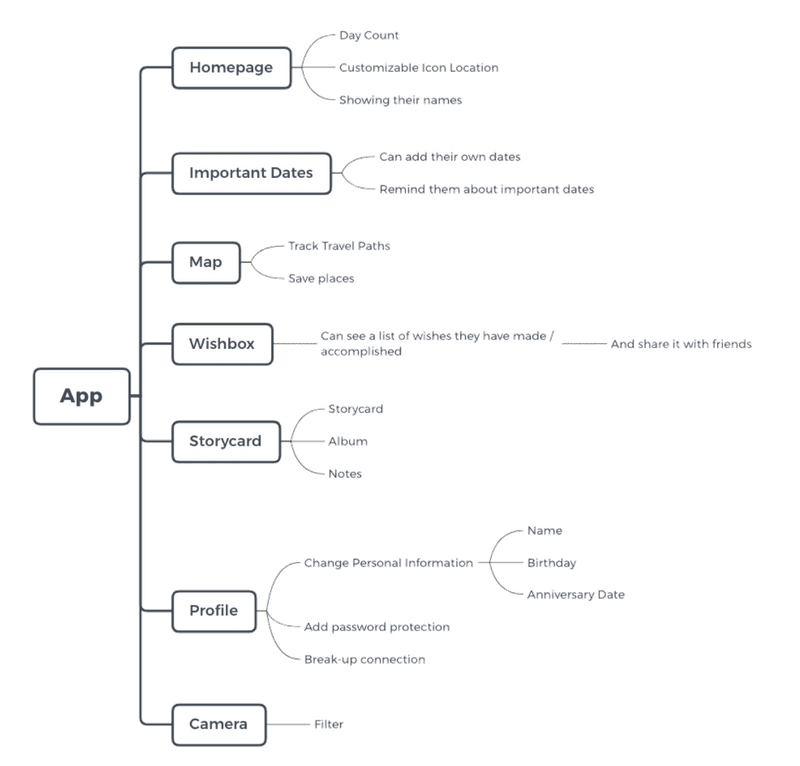 App
Homepage
Day Count
Customizable Icon Location
Showing their names
Important Dates
Can add their own dates
Remind them about important dates
Map
Track Travel Paths
Save places
Wishbox
Can see a list of wishes they have made /
accomplished
And share it with friends
Storycard
Storycard
Album
Notes
Profile
Change Personal Information
Name
Birthday
Anniversary Date
Add password protection
Break-up connection
Camera
Filter